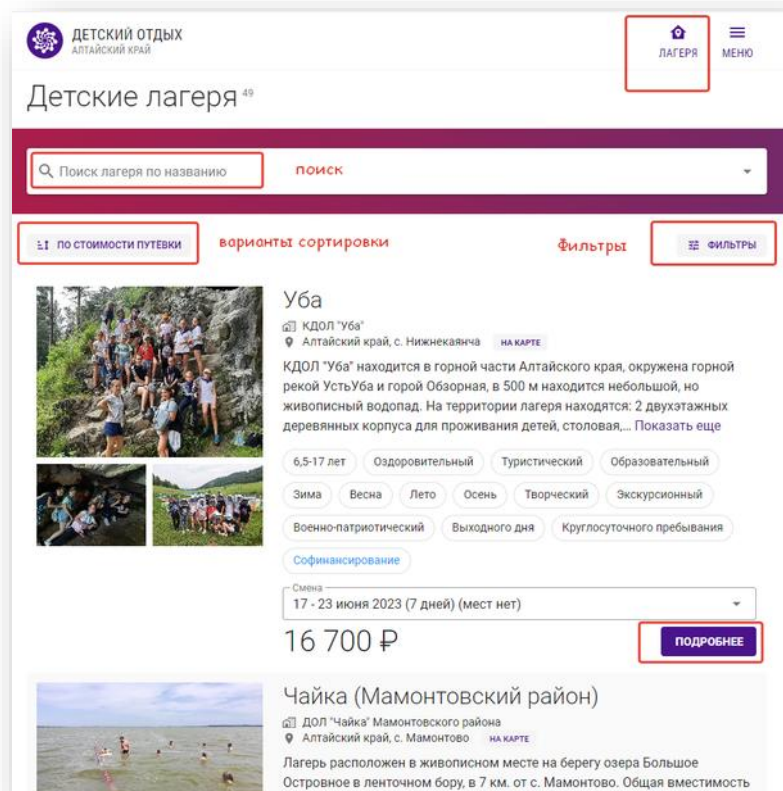 ДЕТСКИЙ ОТДЫХ
АЛТАЙСКИЙ КРАЙ
ЛАГЕРЯ
МЕНЮ
Детские лагеря 49
Поиск лагеря по названию
поиск
ПО СТОИМОСТИ ПУТЁВКИ
варианты сортировки
Фильтры
ФИЛЬТРЫ
Уба
КДОЛ "Уба"
Алтайский край, с. Нижнекаянча НА КАРТЕ
КДОЛ "Уба" находится в горной части Алтайского края, окружена горной
рекой УстьУба и горой Обзорная, в 500 м находится небольшой, но
живописный водопад. На территории лагеря находятся: 2 двухэтажных
деревянных корпуса для проживания детей, столовая,... Показать еще
6,5-17 лет Оздоровительный Туристический Образовательный
Зима Весна Лето Осень Творческий Экскурсионный
Военно-патриотический Выходного дня Круглосуточного пребывания
Софинансирование
Смена
17 - 23 июня 2023 (7 дней) (мест нет)
16 700 ₽
ПОДРОБНЕЕ
Чайка (Мамонтовский район)
ДОЛ "Чайка" Мамонтовского района
Алтайский край, с. Мамонтово НА КАРТЕ
Лагерь расположен в живописном месте на берегу озера Большое
Островное в ленточном бору, в 7 км. от с. Мамонтово. Общая вместимость